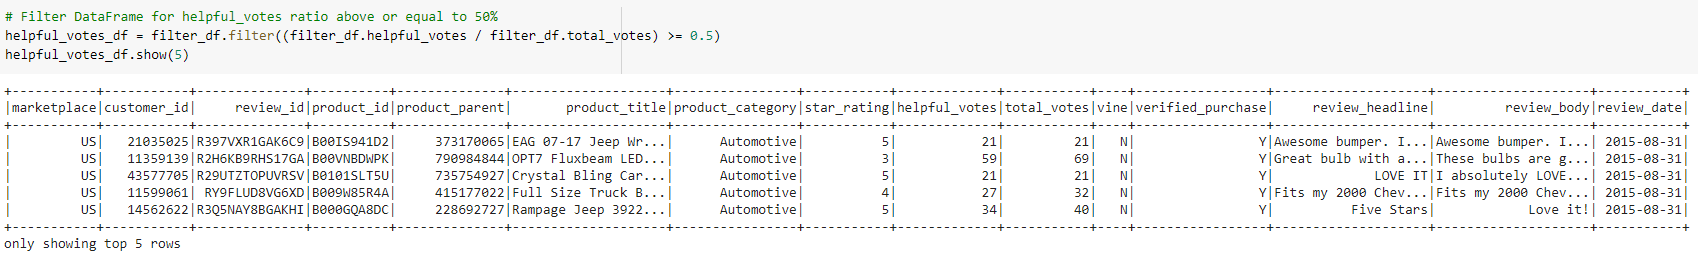 # Filter DataFrame for helpful_votes ratio above or equal to 50%
helpful_votes_df = filter_df.filter((filter_df.helpful_votes / filter_df.total_votes) >= 0.5)
helpful_votes_df.show(5)
+-----------+-----------+--------------+----------+--------------+--------------------+----------------+-----------+-------------+-----------+----+-----------------+--------------------+--------------------+-----------+
|marketplace|customer_id|     review_id|product_id|product_parent|       product_title|product_category|star_rating|helpful_votes|total_votes|vine|verified_purchase|     review_headline|         review_body|review_date|
+-----------+-----------+--------------+----------+--------------+--------------------+----------------+-----------+-------------+-----------+----+-----------------+--------------------+--------------------+-----------+
|         US|   21035025|R397VXR1GAK6C9|B00IS941D2|     373170065|EAG 07-17 Jeep Wr...|      Automotive|          5|           21|         21|   N|                Y|Awesome bumper. I...|Awesome bumper. I...| 2015-08-31|
|         US|   11359139|R2H6KB9RHS17GA|B00VNBDWPK|     790984844|OPT7 Fluxbeam LED...|      Automotive|          3|           59|         69|   N|                Y|Great bulb with a...|These bulbs are g...| 2015-08-31|
|         US|   43577705|R29UTZTOPUVRSV|B0101SLT5U|     735754927|Crystal Bling Car...|      Automotive|          5|           21|         21|   N|                Y|             LOVE IT|I absolutely LOVE...| 2015-08-31|
|         US|   11599061| RY9FLUD8VG6XD|B009W85R4A|     415177022|Full Size Truck B...|      Automotive|          4|           27|         32|   N|                Y|Fits my 2000 Chev...|Fits my 2000 Chev...| 2015-08-31|
|         US|   14562622|R3Q5NAY8BGAKHI|B000GQA8DC|     228692727|Rampage Jeep 3922...|      Automotive|          5|           34|         40|   N|                Y|          Five Stars|            Love it!| 2015-08-31|
+-----------+-----------+--------------+----------+--------------+--------------------+----------------+-----------+-------------+-----------+----+-----------------+--------------------+--------------------+-----------+
only showing top 5 rows